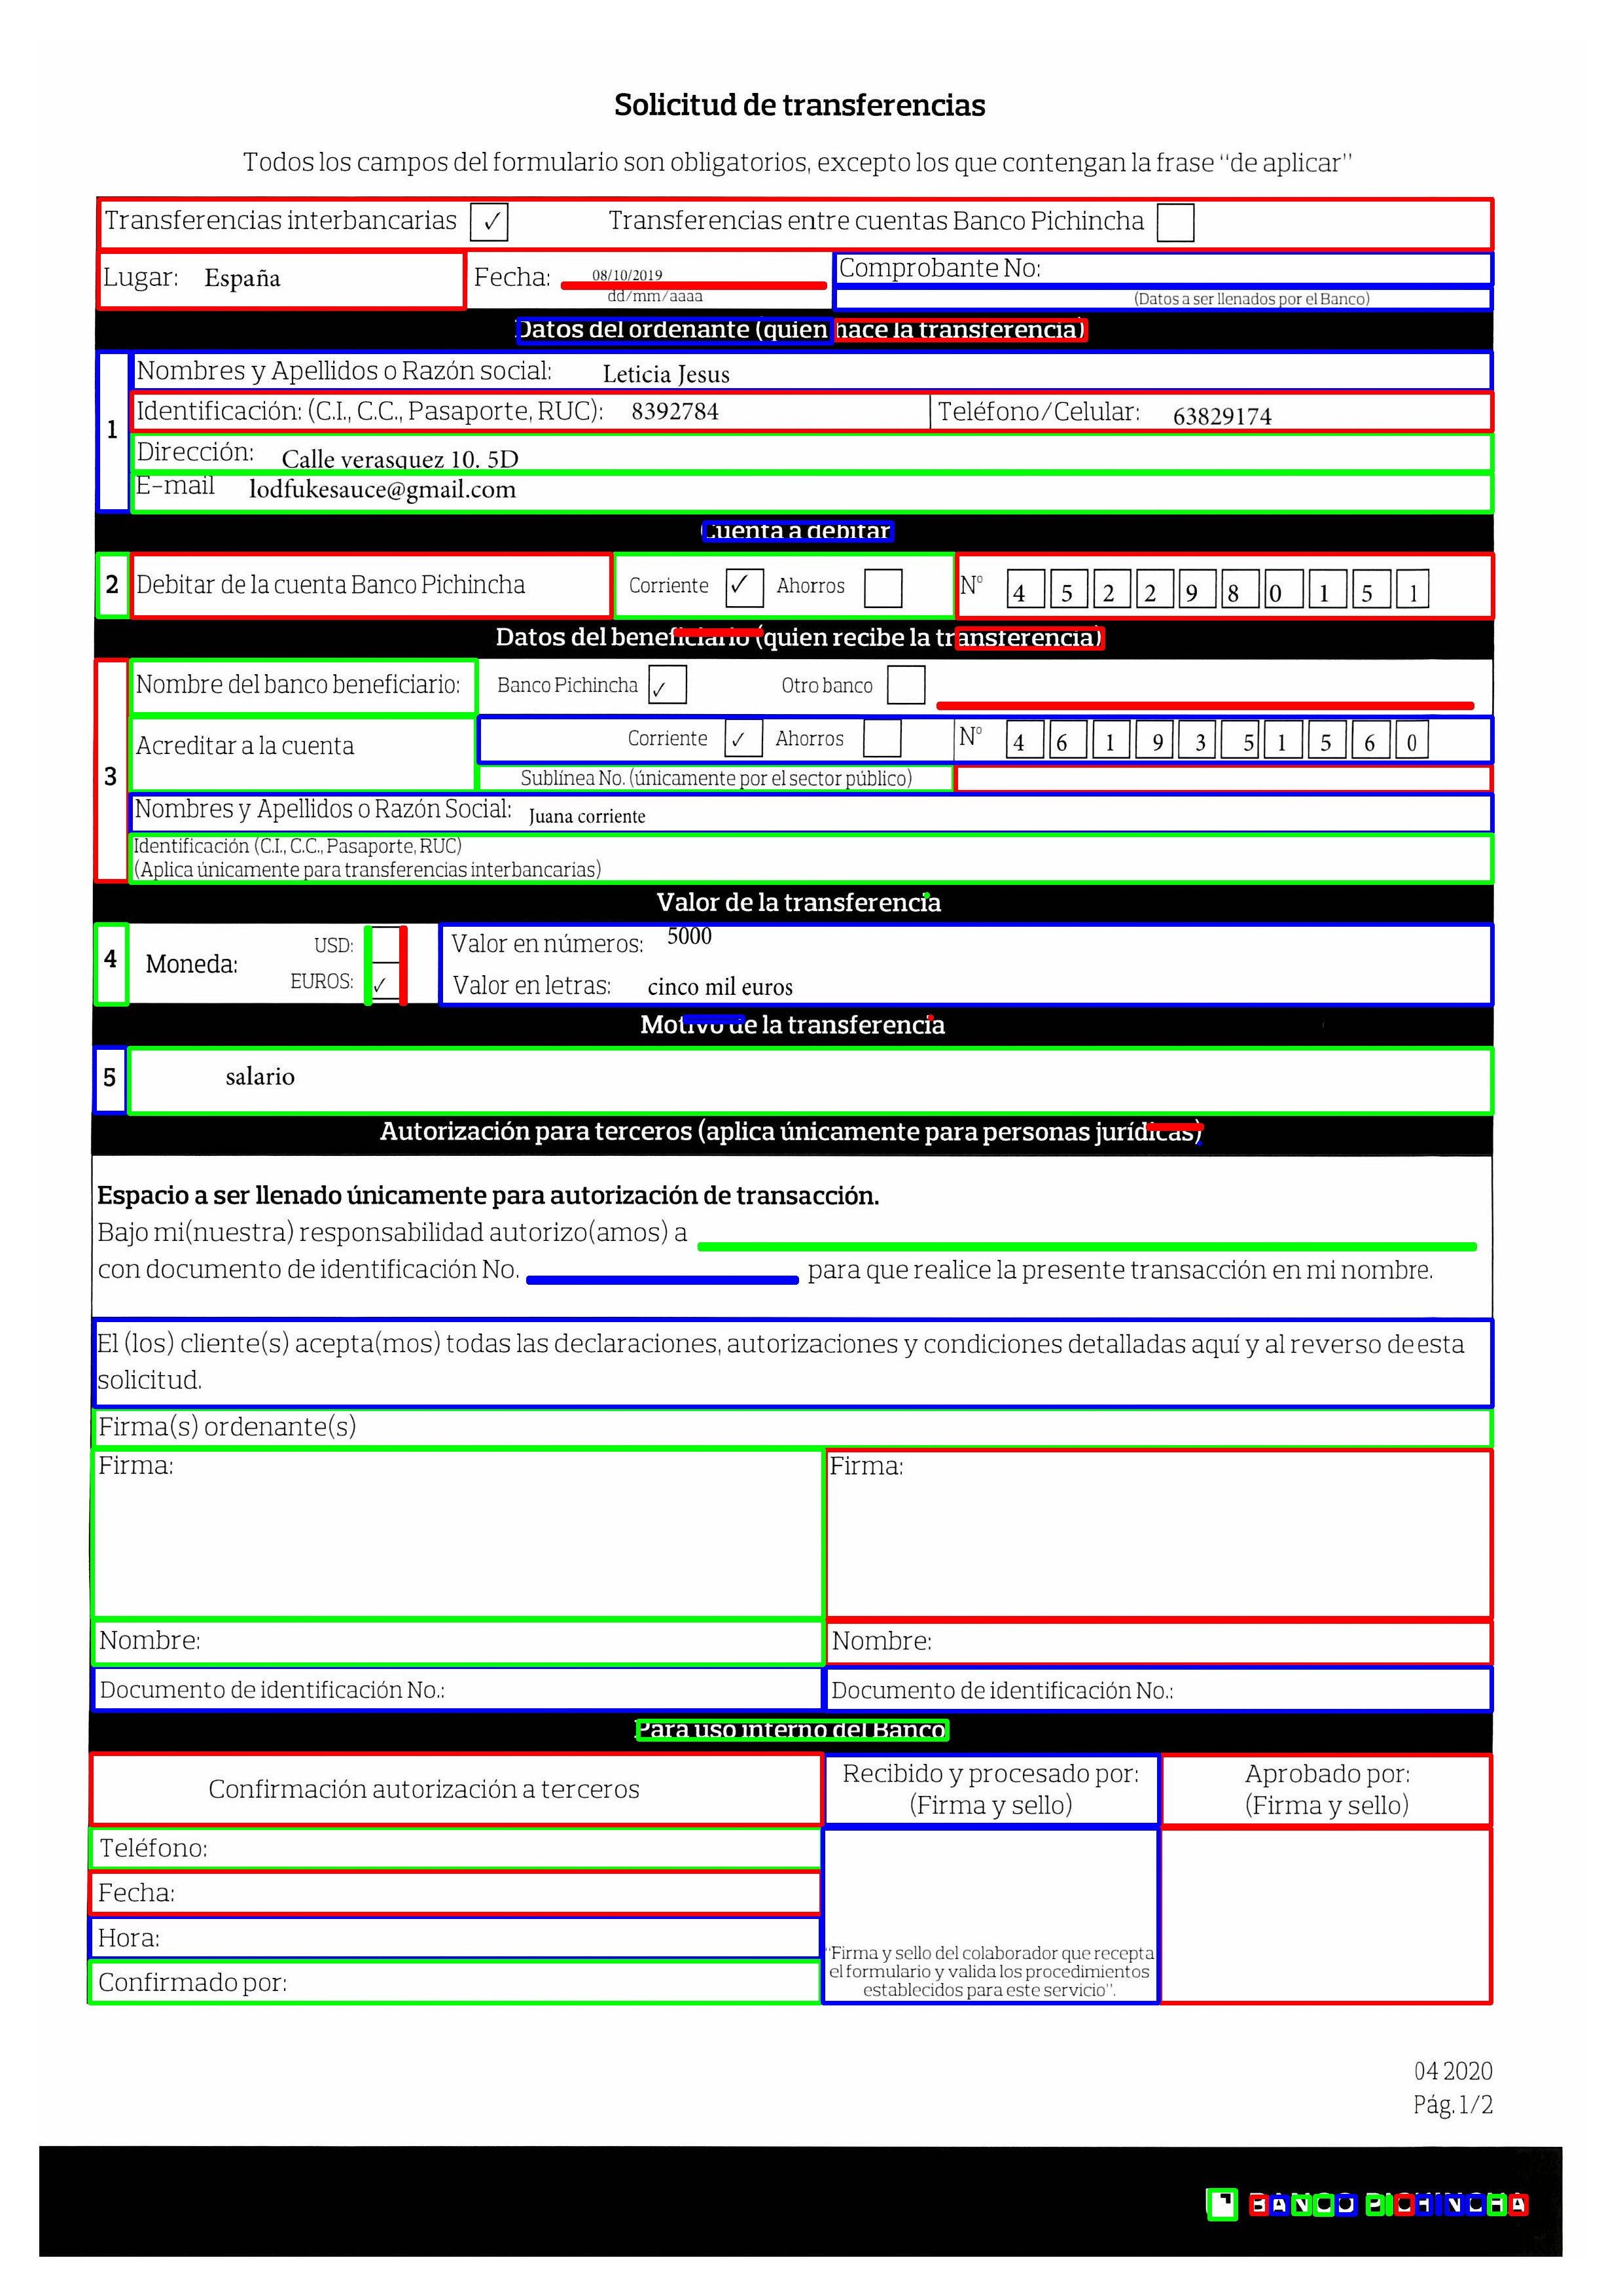 Solicitud de transferencias
Todos los campos del formulario son obligatorios, excepto los que contengan la frase “de aplicar”
Transferencias interbancarias ✓ Transferencias entre cuentas Banco Pichincha
Lugar: España Fecha: 08/10/2019 Comprobante No:
dd/mm/aaaa (Datos a ser llenados por el Banco)
Datos del ordenante (quien hace la transferencia)
1
Nombres y Apellidos o Razón social: Leticia Jesus
Identificación: (C.I., C.C., Pasaporte, RUC): 8392784 Teléfono/Celular: 63829174
Dirección: Calle verasquez 10. 5D
E-mail lodfukesauce@gmail.com
Cuenta a debitar
2 Debitar de la cuenta Banco Pichincha Corriente ✓ Ahorros N° 4 5 2 2 9 8 0 1 5 1
Datos del beneficiario (quien recibe la transferencia)
3
Nombre del banco beneficiario: Banco Pichincha ✓ Otro banco
Acreditar a la cuenta Corriente ✓ Ahorros N° 4 6 1 9 3 5 1 5 6 0
Sublínea No. (únicamente por el sector público)
Nombres y Apellidos o Razón Social: Juana corriente
Identificación (C.I., C.C., Pasaporte, RUC)
(Aplica únicamente para transferencias interbancarias)
Valor de la transferencia
4 Moneda:
USD: Valor en números: 5000
EUROS: ✓ Valor en letras: cinco mil euros
Motivo de la transferencia
5 salario
Autorización para terceros (aplica únicamente para personas jurídicas)
Espacio a ser llenado únicamente para autorización de transacción.
Bajo mi(nuestra) responsabilidad autorizo(amos) a
con documento de identificación No. para que realice la presente transacción en mi nombre.
El (los) cliente(s) acepta(mos) todas las declaraciones, autorizaciones y condiciones detalladas aquí y al reverso de esta
solicitud.
Firma(s) ordenante(s)
Firma: Firma:
Nombre: Nombre:
Documento de identificación No.: Documento de identificación No.:
Para uso interno del Banco
Confirmación autorización a terceros
Recibido y procesado por:
(Firma y sello)
Aprobado por:
(Firma y sello)
Teléfono:
Fecha:
Hora:
Confirmado por:
“Firma y sello del colaborador que recepta
el formulario y valida los procedimientos
establecidos para este servicio”.
04 2020
Pág. 1/2
BANCO PICHINCHA